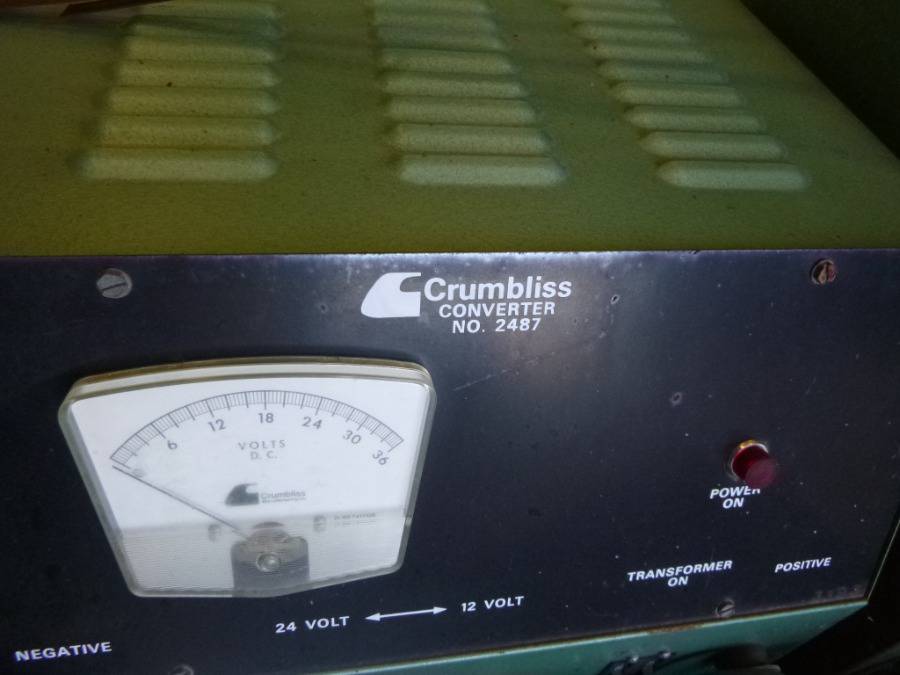 Crumbliss
CONVERTER
NO. 2487
6 12 18 24 30 36
VOLTS
D. C.
Crumbliss
POWER
ON
TRANSFORMER
ON
POSITIVE
24 VOLT 12 VOLT
NEGATIVE